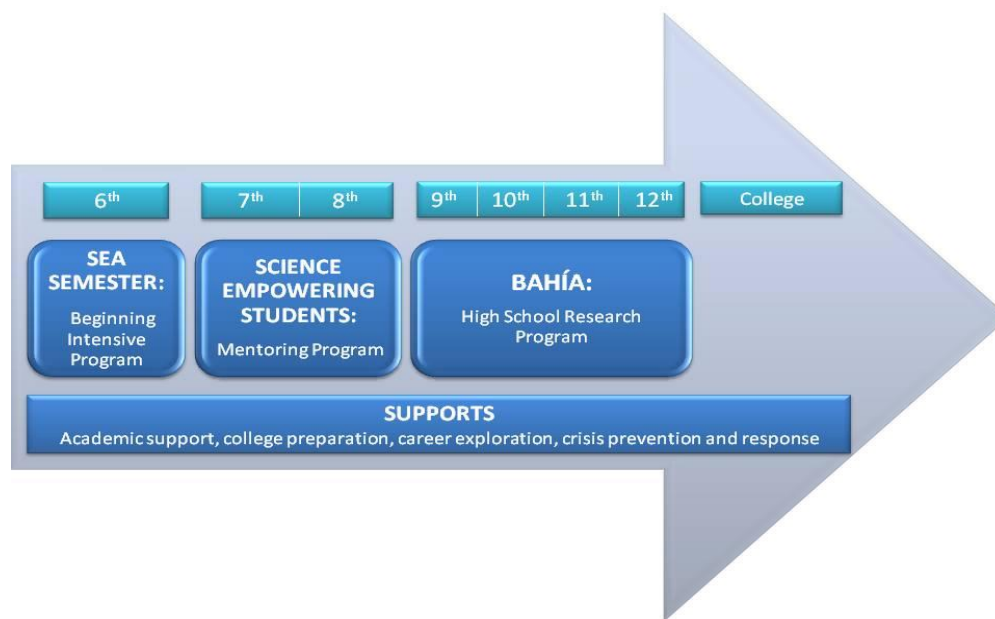 6th
7th
8th
9th
10th
11th
12th
College
SEA
SEMESTER:
Beginning
Intensive
Program
SCIENCE
EMPOWERING
STUDENTS:
Mentoring Program
BAHÍA:
High School Research
Program
SUPPORTS
Academic support, college preparation, career exploration, crisis prevention and response